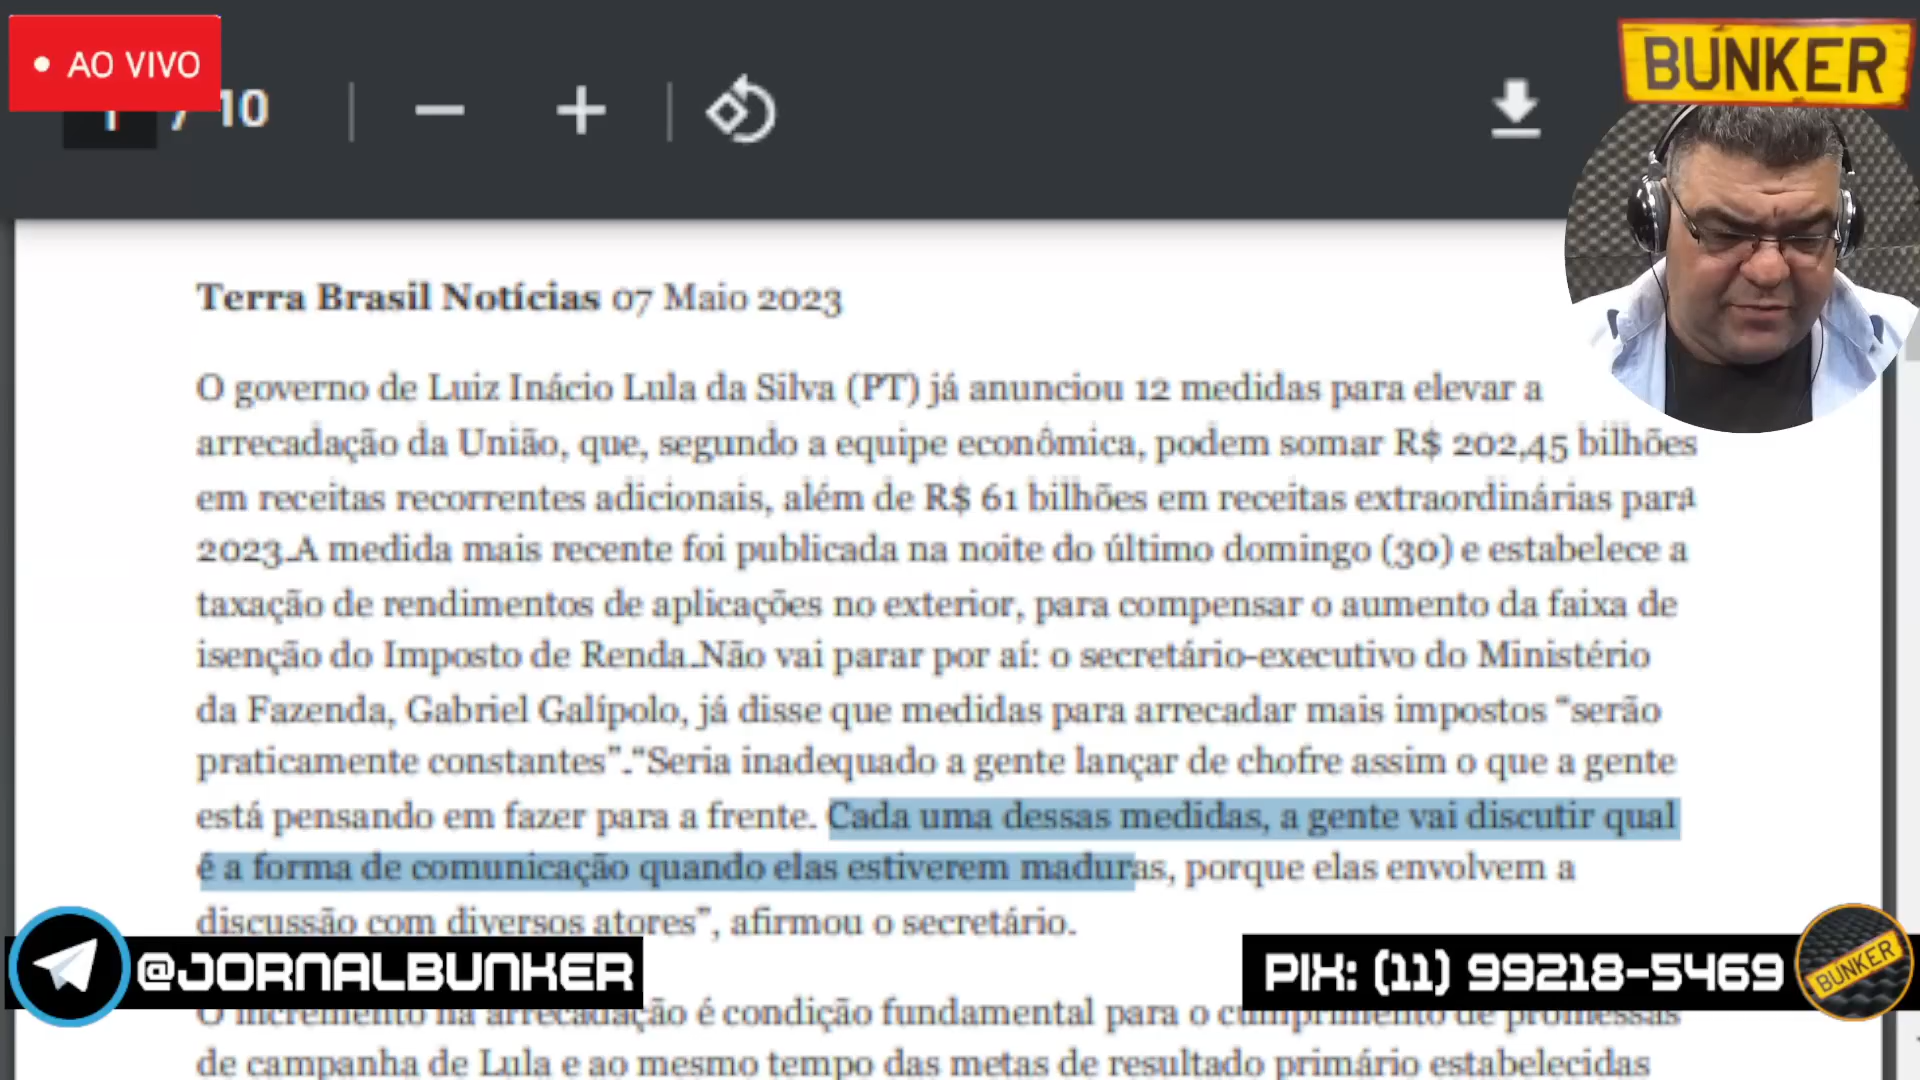 AO VIVO
BUNKER
1 / 10
Terra Brasil Notícias 07 Maio 2023
O governo de Luiz Inácio Lula da Silva (PT) já anunciou 12 medidas para elevar a
arrecadação da União, que, segundo a equipe econômica, podem somar R$ 202,45 bilhões
em receitas recorrentes adicionais, além de R$ 61 bilhões em receitas extraordinárias para
2023.A medida mais recente foi publicada na noite do último domingo (30) e estabelece a
taxação de rendimentos de aplicações no exterior, para compensar o aumento da faixa de
isenção do Imposto de Renda.Não vai parar por aí: o secretário-executivo do Ministério
da Fazenda, Gabriel Galípolo, já disse que medidas para arrecadar mais impostos “serão
praticamente constantes”.“Seria inadequado a gente lançar de chofre assim o que a gente
está pensando em fazer para a frente. Cada uma dessas medidas, a gente vai discutir qual
é a forma de comunicação quando elas estiverem maduras, porque elas envolvem a
discussão com diversos atores”, afirmou o secretário.
@JORNALBUNKER
PIX: (11) 99218-5469
BUNKER
O incremento na arrecadação é condição fundamental para o cumprimento de promessas
de campanha de Lula e ao mesmo tempo das metas de resultado primário estabelecidas